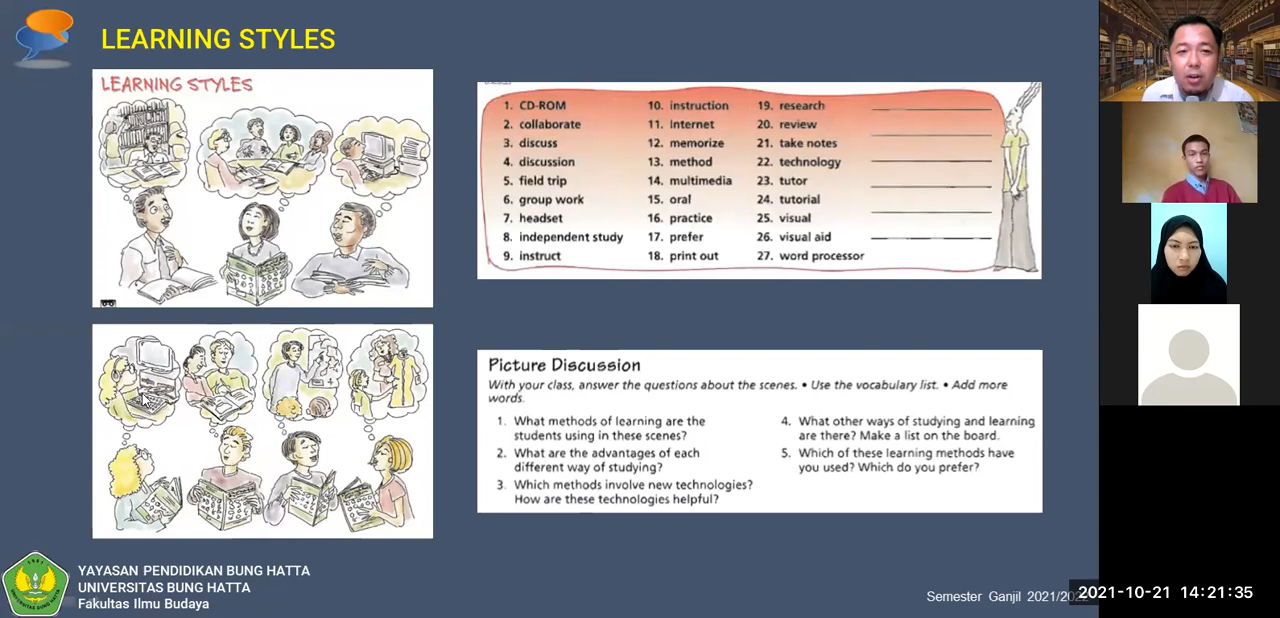 LEARNING STYLES
LEARNING STYLES
1. CD-ROM
2. collaborate
3. discuss
4. discussion
5. field trip
6. group work
7. headset
8. independent study
9. instruct
10. instruction
11. Internet
12. memorize
13. method
14. multimedia
15. oral
16. practice
17. prefer
18. print out
19. research
20. review
21. take notes
22. technology
23. tutor
24. tutorial
25. visual
26. visual aid
27. word processor
Picture Discussion
With your class, answer the questions about the scenes. • Use the vocabulary list. • Add more
words.
1. What methods of learning are the
students using in these scenes?
2. What are the advantages of each
different way of studying?
3. Which methods involve new technologies?
How are these technologies helpful?
4. What other ways of studying and learning
are there? Make a list on the board.
5. Which of these learning methods have
you used? Which do you prefer?
YAYASAN PENDIDIKAN BUNG HATTA
UNIVERSITAS BUNG HATTA
Fakultas Ilmu Budaya
Semester Ganjil 2021/
2021-10-21 14:21:35